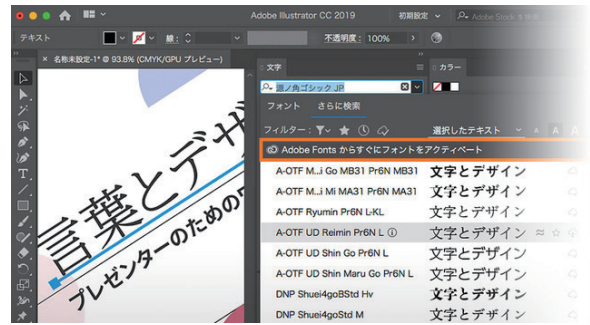 Adobe Illustrator CC 2019
初期設定
Adobe Stock
テキスト
線：
不透明度： 100%
名称未設定-1* @ 93.8% (CMYK/GPU プレビュー)
文字
カラー
源ノ角ゴシック JP
フォント さらに検索
フィルター：
選択したテキスト
A A A
Adobe Fonts からすぐにフォントをアクティベート
A-OTF M...i Go MB31 Pr6N MB31 文字とデザイン
A-OTF M...i Mi MA31 Pr6N MA31 文字とデザイン
A-OTF Ryumin Pr6N L-KL 文字とデザイン
A-OTF UD Reimin Pr6N L 文字とデザイン
A-OTF UD Shin Go Pr6N L 文字とデザイン
A-OTF UD Shin Maru Go Pr6N L 文字とデザイン
DNP Shuei4goBStd Hv 文字とデザイン
DNP Shuei4goStd M 文字とデザイン
言葉とデザ
プレゼンターのための